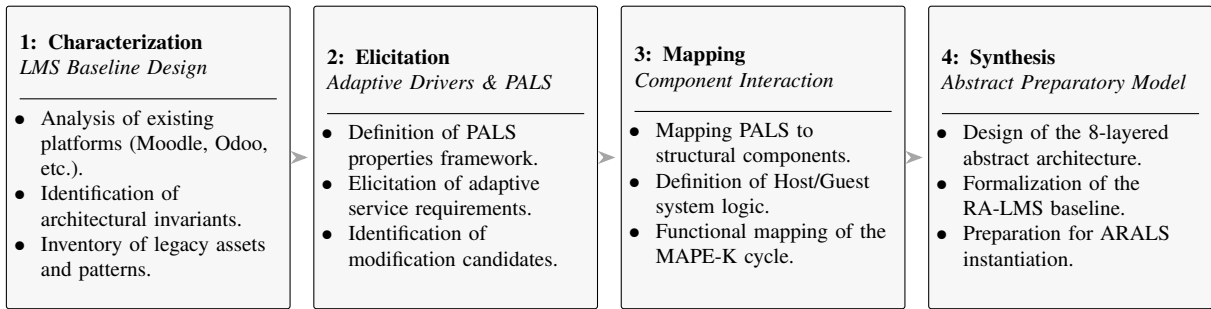 1: Characterization
LMS Baseline Design
• Analysis of existing
platforms (Moodle, Odoo,
etc.).
• Identification of
architectural invariants.
• Inventory of legacy assets
and patterns.
2: Elicitation
Adaptive Drivers & PALS
• Definition of PALS
properties framework.
• Elicitation of adaptive
service requirements.
• Identification of
modification candidates.
3: Mapping
Component Interaction
• Mapping PALS to
structural components.
• Definition of Host/Guest
system logic.
• Functional mapping of the
MAPE-K cycle.
4: Synthesis
Abstract Preparatory Model
• Design of the 8-layered
abstract architecture.
• Formalization of the
RA-LMS baseline.
• Preparation for ARALS
instantiation.